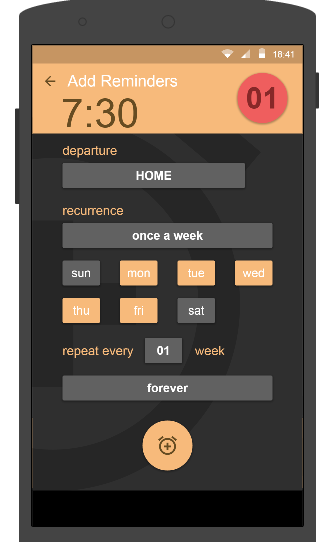 18:41
Add Reminders
7:30
01
departure
HOME
recurrence
once a week
sun mon tue wed
thu fri sat
repeat every 01 week
forever